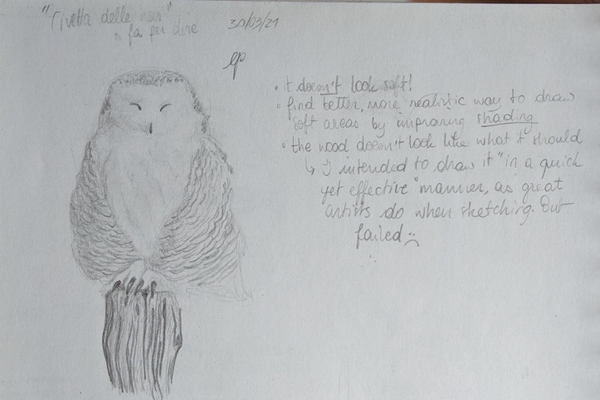 "Civetta delle nevi"
" fa per dire
30/03/21
ep
• it doesn't look soft!
• find better, more realistic way to draw
soft areas by improving shading
• the wood doesn't look like what it should
↳ I intended to draw it "in a quick
yet effective" manner, as great
artists do when sketching. But
failed :(